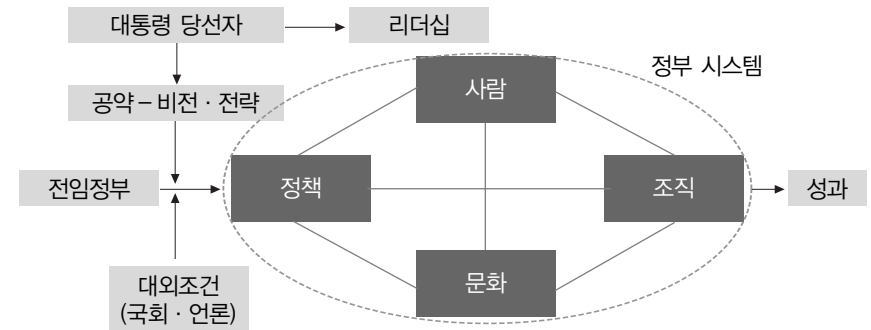 대통령 당선자
리더십
정부 시스템
사람
공약 – 비전 · 전략
전임정부
정책
조직
성과
문화
대외조건
(국회 · 언론)